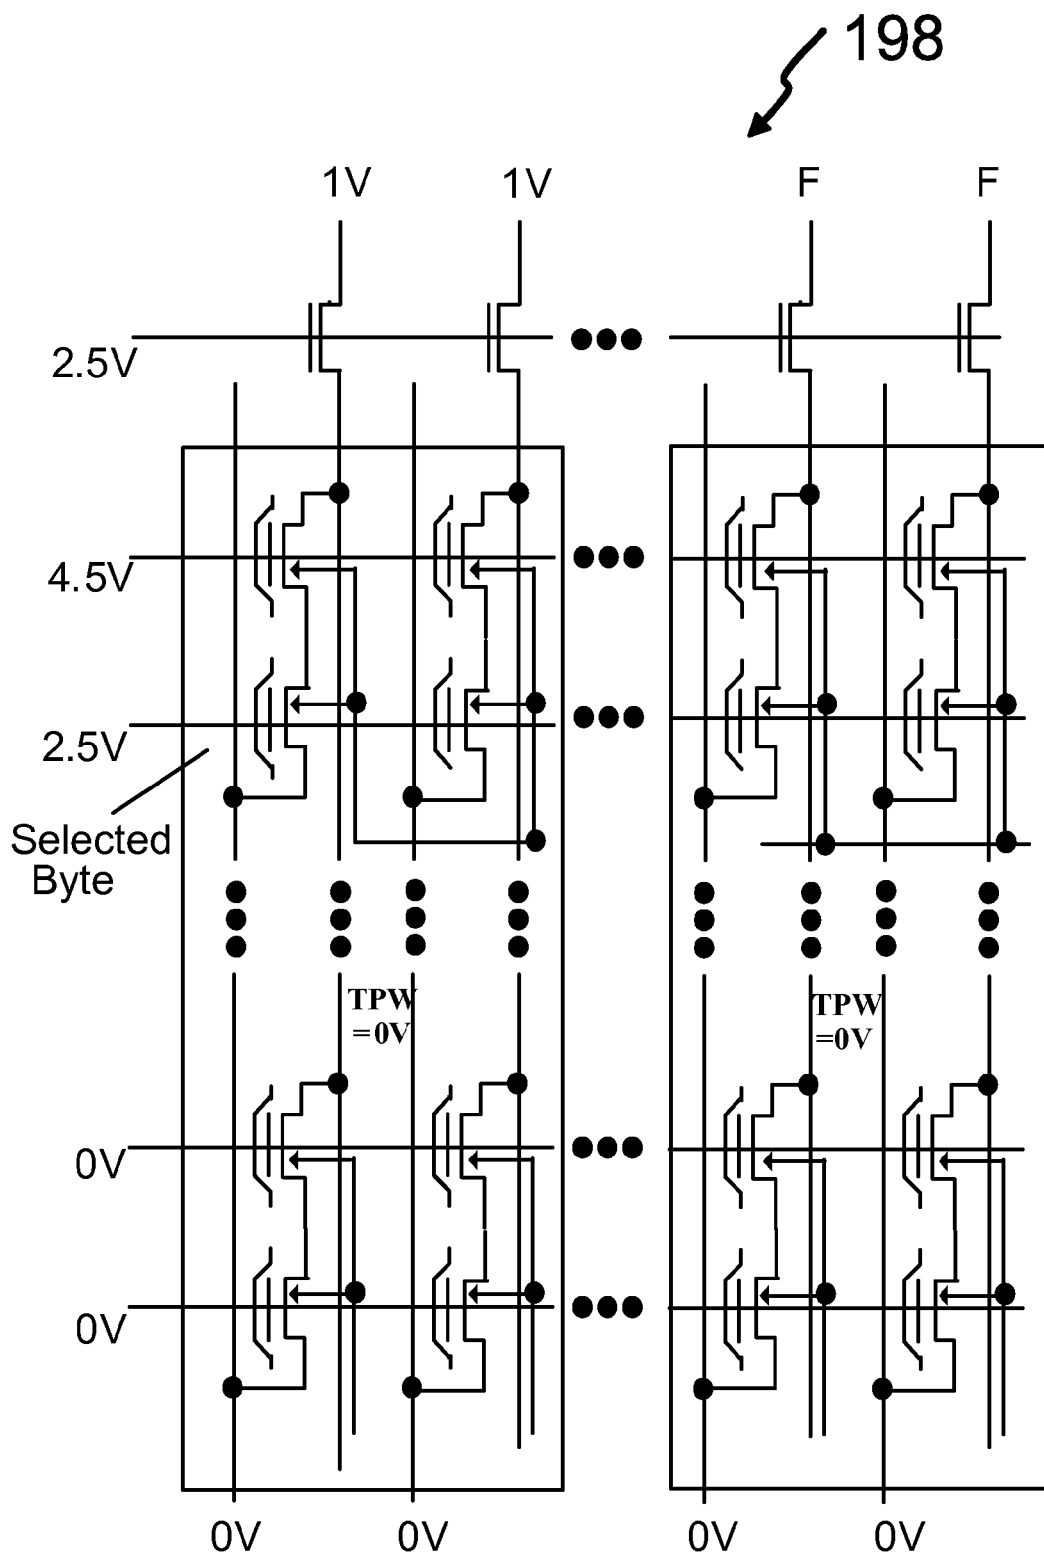 198
1V 1V F F
2.5V
4.5V
2.5V
Selected
Byte
TPW TPW
=0V =0V
0V
0V
0V 0V 0V 0V